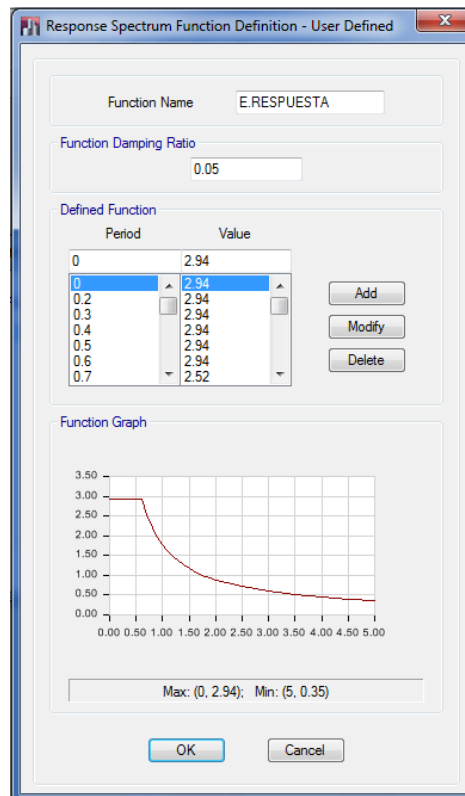 Response Spectrum Function Definition - User Defined
Function Name E.RESPUESTA
Function Damping Ratio
0.05
Defined Function
Period Value
0 2.94
0 2.94
0.2 2.94
0.3 2.94
0.4 2.94
0.5 2.94
0.6 2.94
0.7 2.52
Add
Modify
Delete
Function Graph
3.50
3.00
2.50
2.00
1.50
1.00
0.50
0.00
0.00 0.50 1.00 1.50 2.00 2.50 3.00 3.50 4.00 4.50 5.00
Max: (0, 2.94); Min: (5, 0.35)
OK Cancel